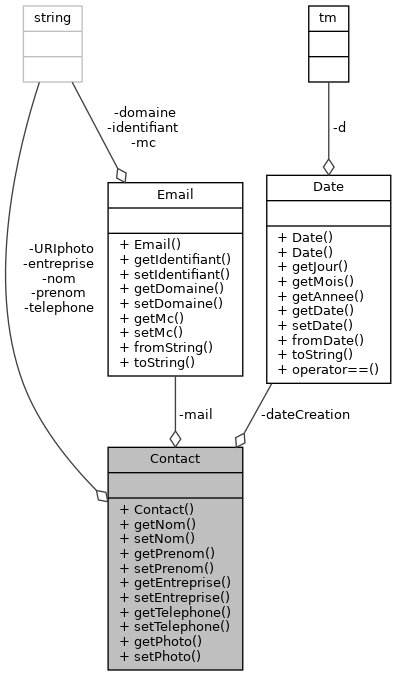 string
tm
-domaine
-identifiant
-mc
-d
Email
+ Email()
+ getIdentifiant()
+ setIdentifiant()
+ getDomaine()
+ setDomaine()
+ getMc()
+ setMc()
+ fromString()
+ toString()
Date
+ Date()
+ Date()
+ getJour()
+ getMois()
+ getAnnee()
+ getDate()
+ setDate()
+ fromDate()
+ toString()
+ operator==()
-URIphoto
-entreprise
-nom
-prenom
-telephone
-mail
-dateCreation
Contact
+ Contact()
+ getNom()
+ setNom()
+ getPrenom()
+ setPrenom()
+ getEntreprise()
+ setEntreprise()
+ getTelephone()
+ setTelephone()
+ getPhoto()
+ setPhoto()